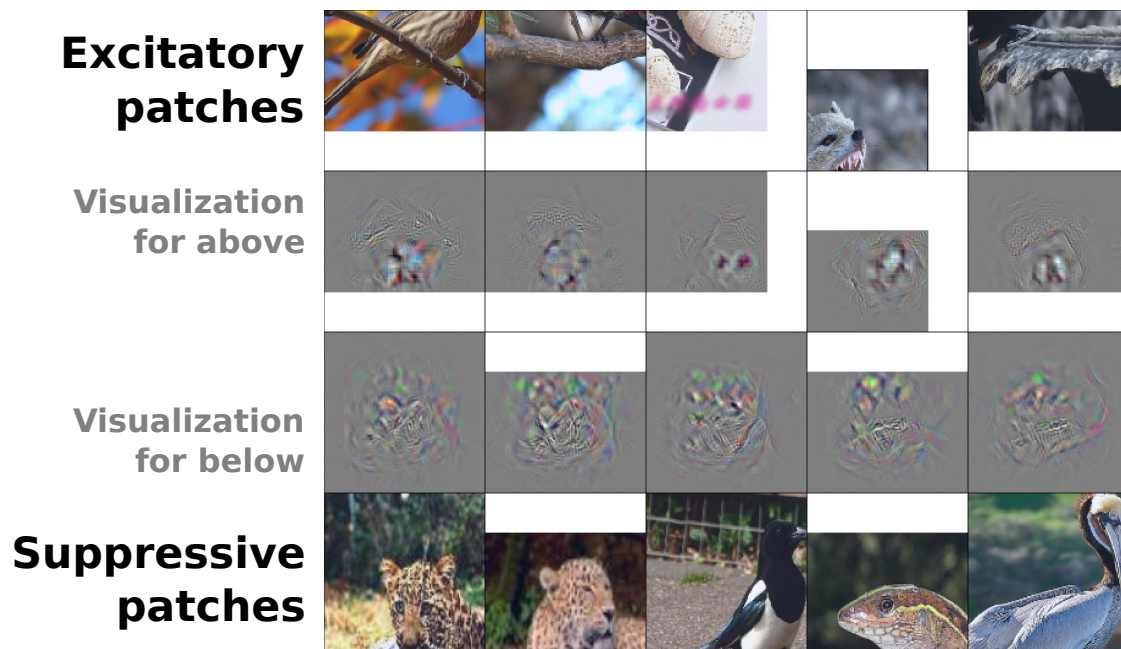 Excitatory
patches
Visualization
for above
Visualization
for below
Suppressive
patches